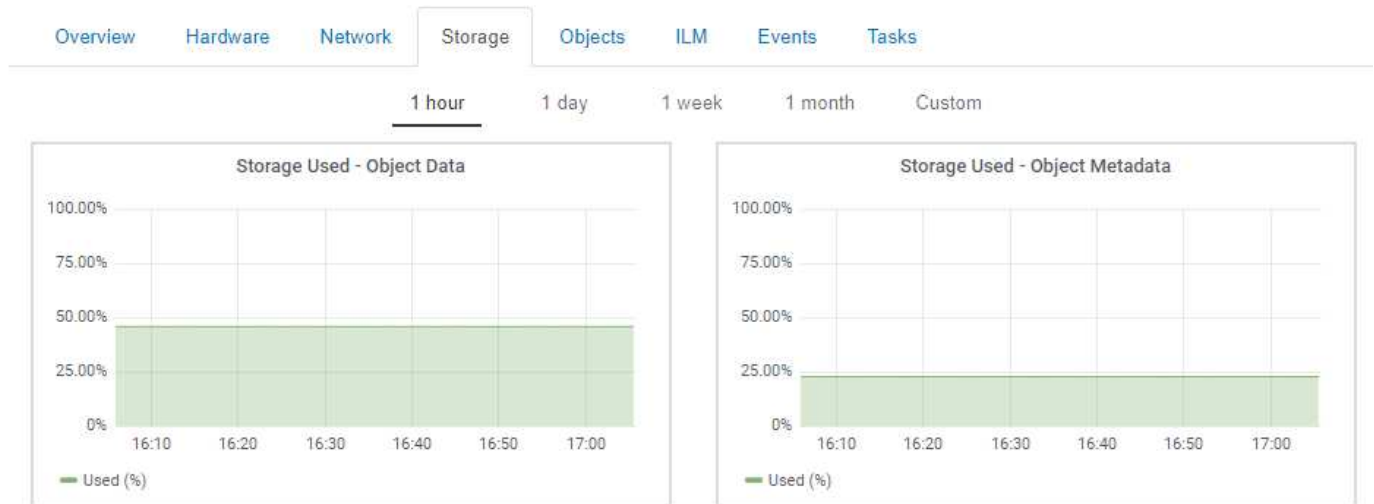 Overview Hardware Network Storage Objects ILM Events Tasks
1 hour 1 day 1 week 1 month Custom
Storage Used - Object Data
100.00%
75.00%
50.00%
25.00%
0%
16:10 16:20 16:30 16:40 16:50 17:00
Used (%)
Storage Used - Object Metadata
100.00%
75.00%
50.00%
25.00%
0%
16:10 16:20 16:30 16:40 16:50 17:00
Used (%)